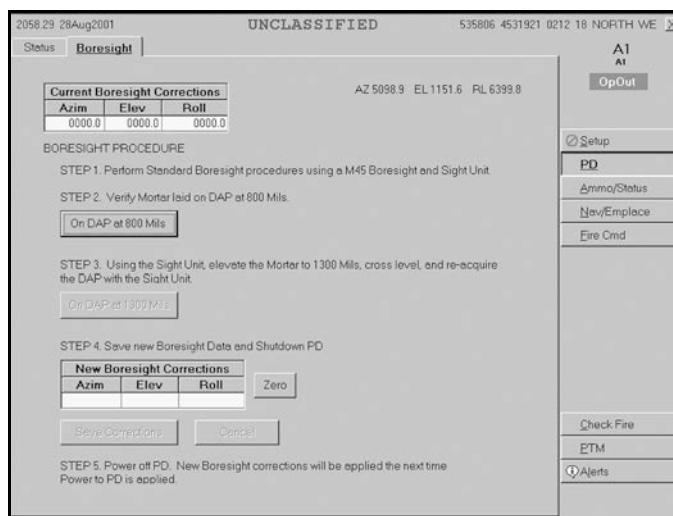 2058.29 28Aug2001 UNCLASSIFIED 535806 4531921 0212 18 NORTH WE X
Status Boresight
A1
A1
OpOut
Current Boresight Corrections
Azim Elev Roll
0000.0 0000.0 0000.0
AZ 5098.9 EL 1151.6 RL 6399.8
BORESIGHT PROCEDURE
STEP 1. Perform Standard Boresight procedures using a M45 Boresight and Sight Unit.
STEP 2. Verify Mortar laid on DAP at 800 Mils.
On DAP at 800 Mils
STEP 3. Using the Sight Unit, elevate the Mortar to 1300 Mils, cross level, and re-acquire
the DAP with the Sight Unit.
On DAP at 1300 Mils
STEP 4. Save new Boresight Data and Shutdown PD
New Boresight Corrections
Azim Elev Roll
Zero
Save Corrections Cancel
STEP 5. Power off PD. New Boresight corrections will be applied the next time
Power to PD is applied.
Setup
PD
Ammo/Status
Nav/Emplace
Fire Cmd
Check Fire
PTM
Alerts